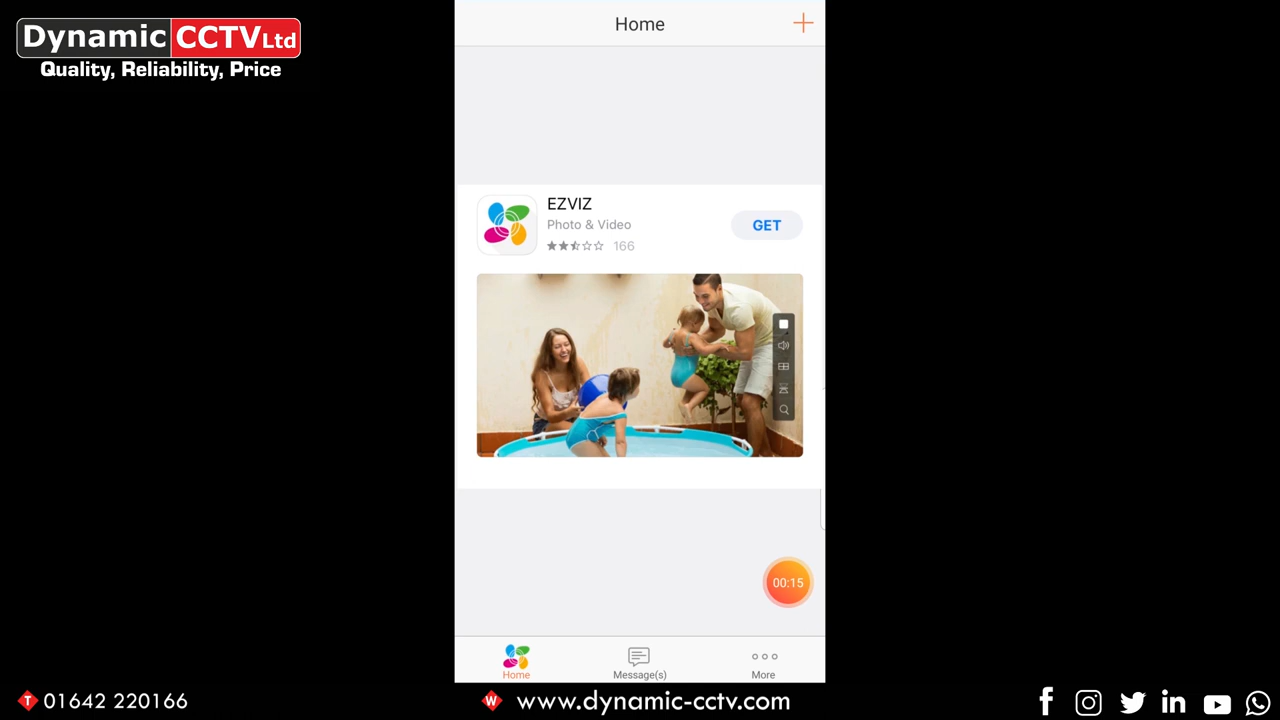 Dynamic CCTV Ltd
Quality, Reliability, Price
Home
EZVIZ
Photo & Video
166
GET
00:15
Home
Message(s)
More
T 01642 220166
W www.dynamic-cctv.com